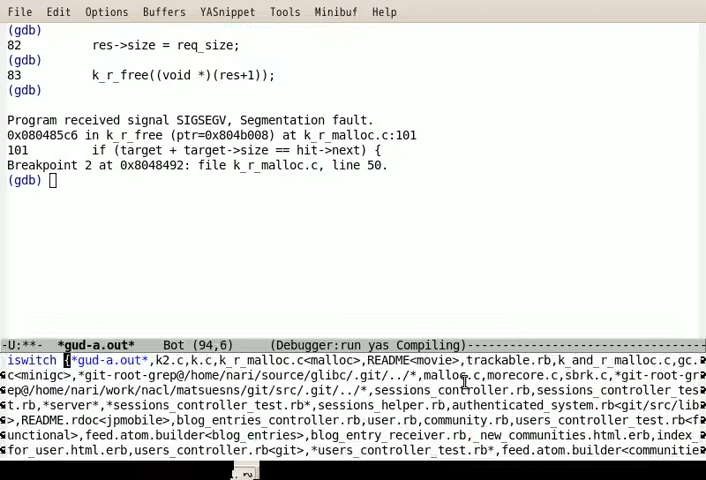 File Edit Options Buffers YASnippet Tools Minibuf Help
(gdb)
82 res->size = req_size;
(gdb)
83 k_r_free((void *)(res+1));
(gdb)
Program received signal SIGSEGV, Segmentation fault.
0x080485c6 in k_r_free (ptr=0x804b008) at k_r_malloc.c:101
101 if (target + target->size == hit->next) {
Breakpoint 2 at 0x8048492: file k_r_malloc.c, line 50.
(gdb)
-U:**- *gud-a.out* Bot (94,6) (Debugger:run yas Compiling)-----------------------------------
iswitch {*gud-a.out*,k2.c,k.c,k_r_malloc.c<malloc>,README<movie>,trackable.rb,k_and_r_malloc.c,gc.
c<minigc>,*git-root-grep@/home/nari/source/glibc/.git/../*,malloc.c,morecore.c,sbrk.c,*git-root-gr
ep@/home/nari/work/nacl/matsuesns/git/src/.git/../*,sessions_controller.rb,sessions_controller_tes
t.rb,*server*,*sessions_controller_test.rb*,sessions_helper.rb,authenticated_system.rb<git/src/lib
>,README.rdoc<jpmobile>,blog_entries_controller.rb,user.rb,community.rb,users_controller_test.rb<f
unctional>,feed.atom.builder<blog_entries>,blog_entry_receiver.rb,_new_communities.html.erb,index_
for_user.html.erb,users_controller.rb<git>,*users_controller_test.rb*,feed.atom.builder<communitie